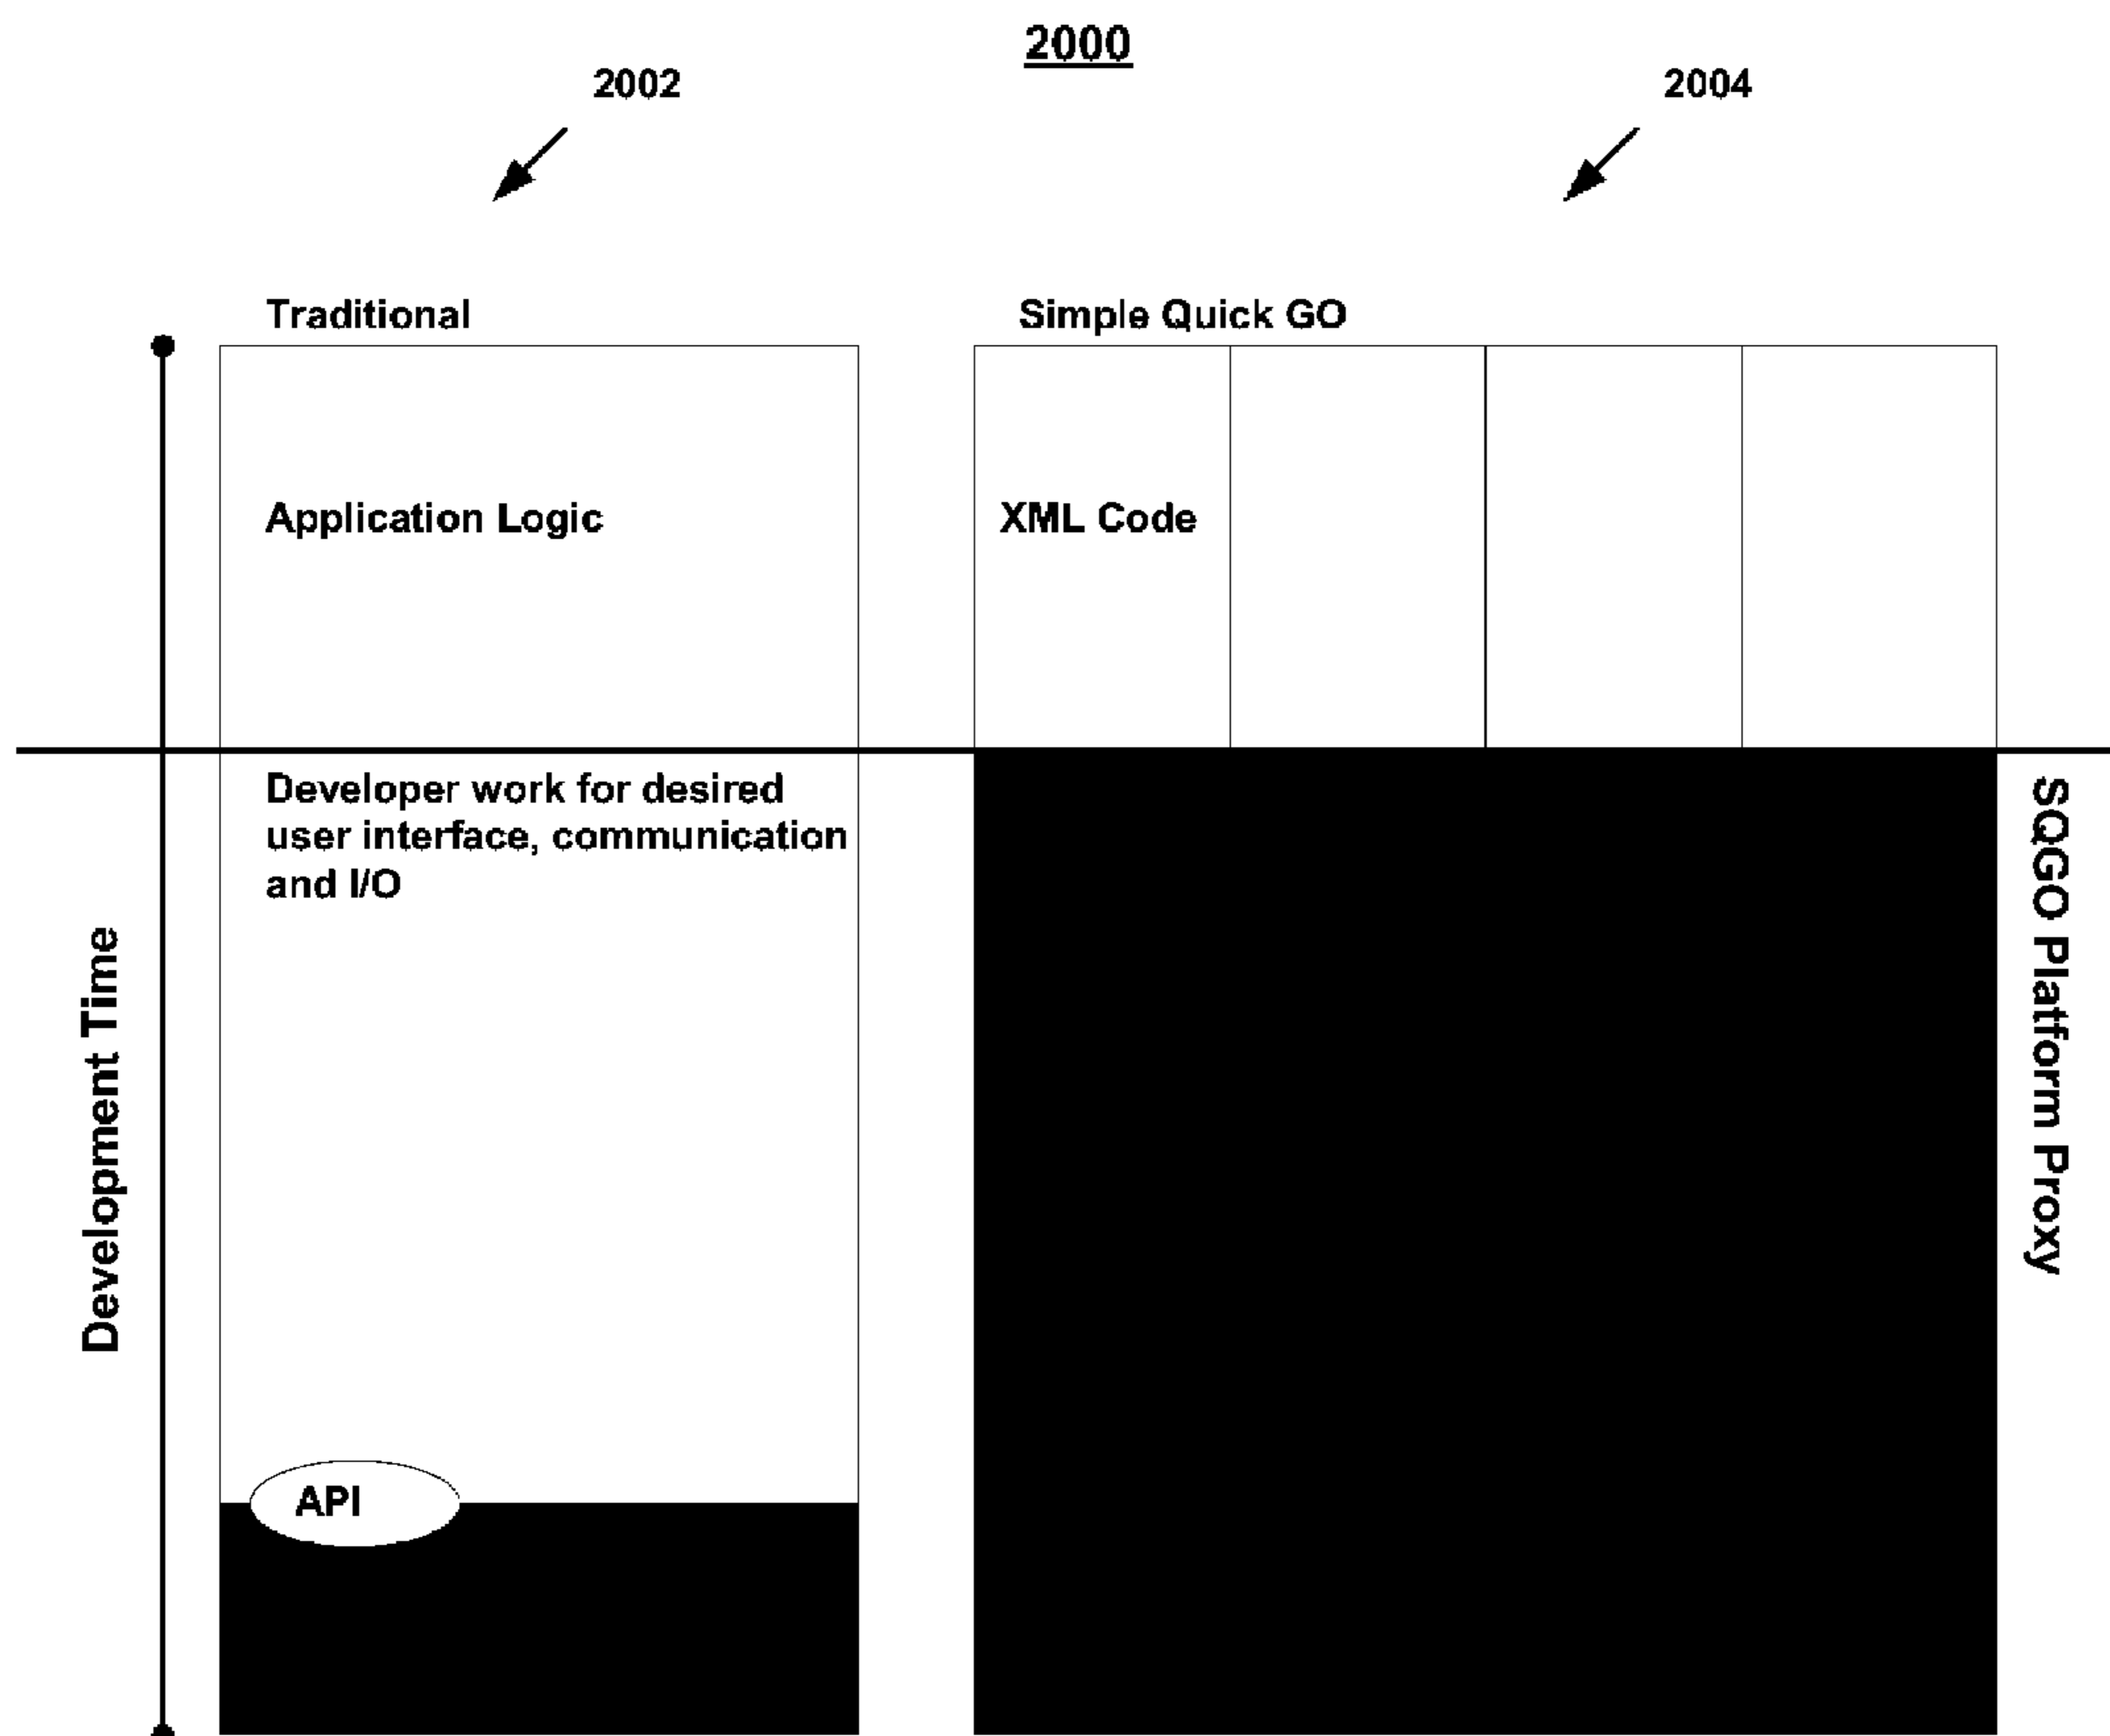 2000
2002
2004
Traditional
Simple Quick GO
Application Logic
XML Code
Developer work for desired
user interface, communication
and I/O
API
Development Time
SQGO Platform Proxy